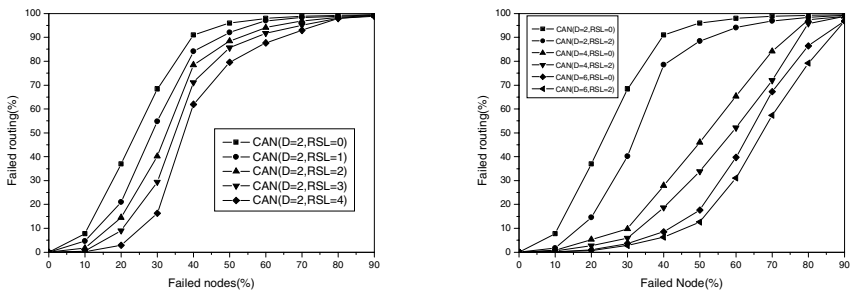 100
90
80
70
60
50
40
30
20
10
0
Failed routing(%)
CAN(D=2,RSL=0)
CAN(D=2,RSL=1)
CAN(D=2,RSL=2)
CAN(D=2,RSL=3)
CAN(D=2,RSL=4)
0 10 20 30 40 50 60 70 80 90
Failed nodes(%)
100
90
80
70
60
50
40
30
20
10
0
Failed routing(%)
CAN(D=2,RSL=0)
CAN(D=2,RSL=2)
CAN(D=4,RSL=0)
CAN(D=4,RSL=2)
CAN(D=6,RSL=0)
CAN(D=6,RSL=2)
0 10 20 30 40 50 60 70 80 90
Failed Node(%)